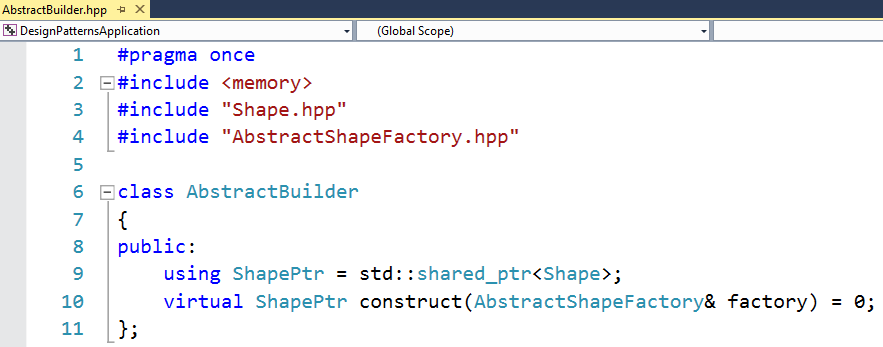 AbstractBuilder.hpp
DesignPatternsApplication (Global Scope)
1 #pragma once
2 #include <memory>
3 #include "Shape.hpp"
4 #include "AbstractShapeFactory.hpp"
5
6 class AbstractBuilder
7 {
8 public:
9     using ShapePtr = std::shared_ptr<Shape>;
10     virtual ShapePtr construct(AbstractShapeFactory& factory) = 0;
11 };